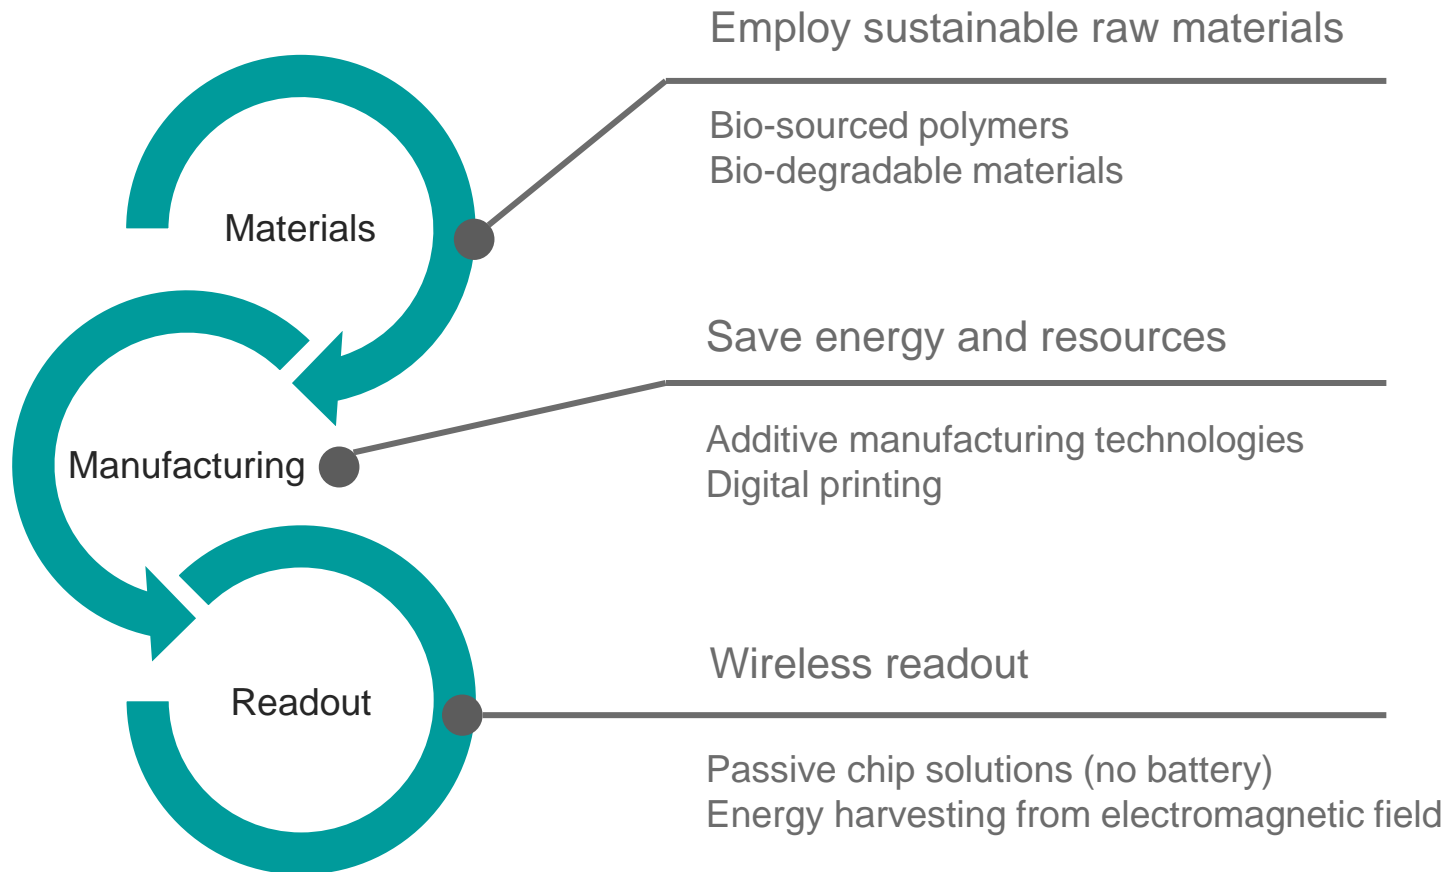 Employ sustainable raw materials
Bio-sourced polymers
Bio-degradable materials
Materials
Save energy and resources
Additive manufacturing technologies
Digital printing
Manufacturing
Wireless readout
Passive chip solutions (no battery)
Energy harvesting from electromagnetic field
Readout